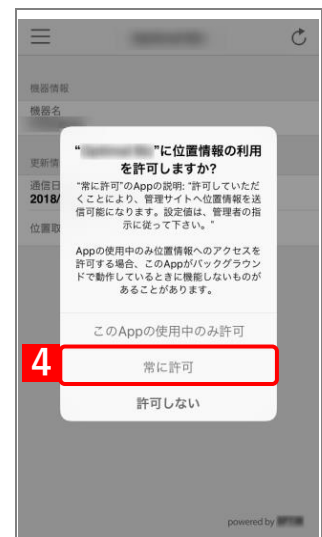 機器情報
機器名
更新情
通信日
2018/
位置取
“ ”に位置情報の利用
を許可しますか?
“常に許可”のAppの説明: “許可していただ
くことにより、管理サイトへ位置情報を送
信可能になります。設定値は、管理者の指
示に従って下さい。”
Appの使用中のみ位置情報へのアクセスを
許可する場合、このAppがバックグラウン
ドで動作しているときに機能しないものが
あることがあります。
このAppの使用中のみ許可
4
常に許可
許可しない
powered by